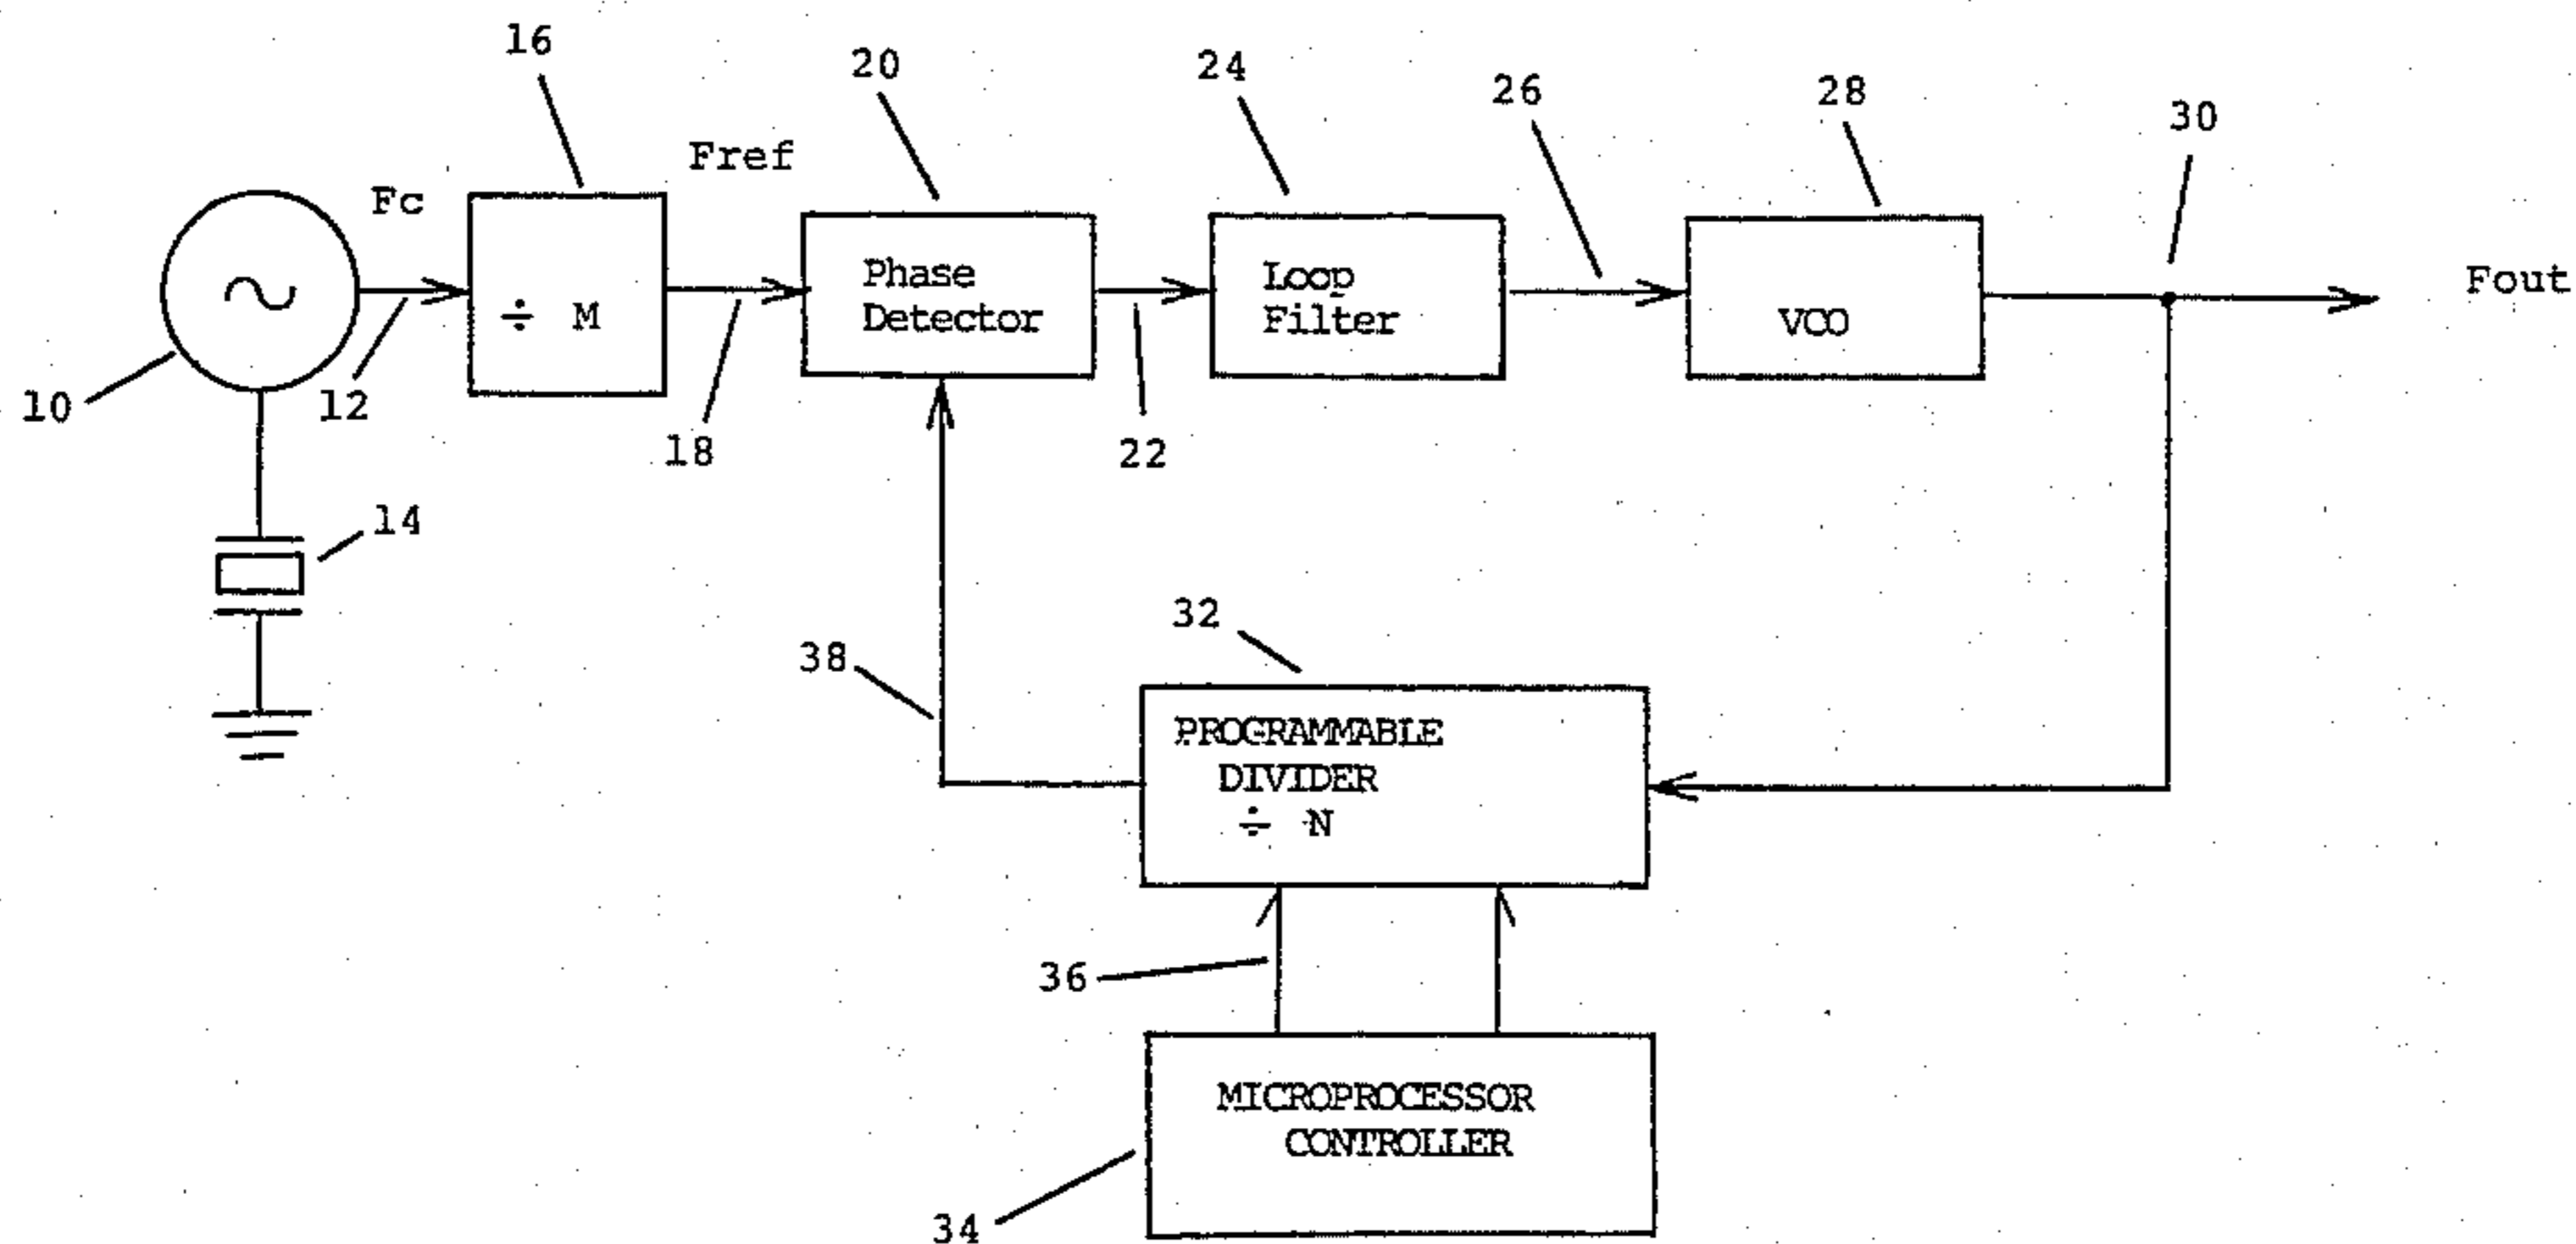 16
20
24
26
28
30
Fc
Fref
Fout
÷ M
Phase
Detector
Loop
Filter
VCO
10
12
18
22
14
32
38
PROGRAMMABLE
DIVIDER
÷ N
36
MICROPROCESSOR
CONTROLLER
34